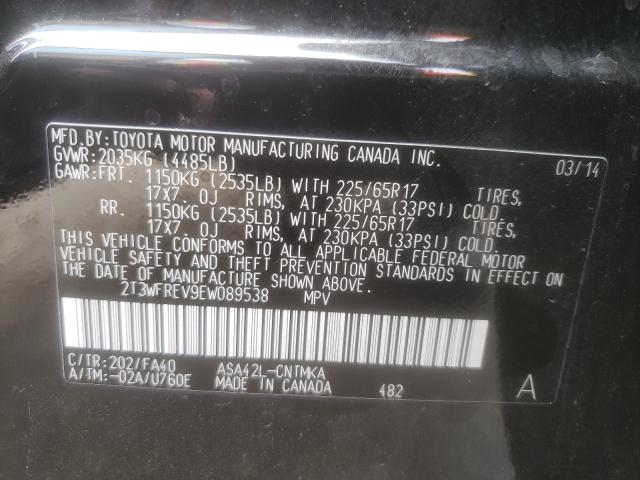 MFD.BY:TOYOTA MOTOR MANUFACTURING CANADA INC.
GVWR:2035KG (4485LB) 03/14
GAWR:FRT. 1150KG (2535LB) WITH 225/65R17 TIRES,
17X7. 0J RIMS, AT 230KPA (33PSI) COLD.
RR. 1150KG (2535LB) WITH 225/65R17 TIRES,
17X7. 0J RIMS, AT 230KPA (33PSI) COLD.
THIS VEHICLE CONFORMS TO ALL APPLICABLE FEDERAL MOTOR
VEHICLE SAFETY AND THEFT PREVENTION STANDARDS IN EFFECT ON
THE DATE OF MANUFACTURE SHOWN ABOVE.
2T3WFREV9EW089538 MPV
C/TR:202/FA40 ASA42L-CNTMKA
A/TM:-02A/U760E MADE IN CANADA 482 A